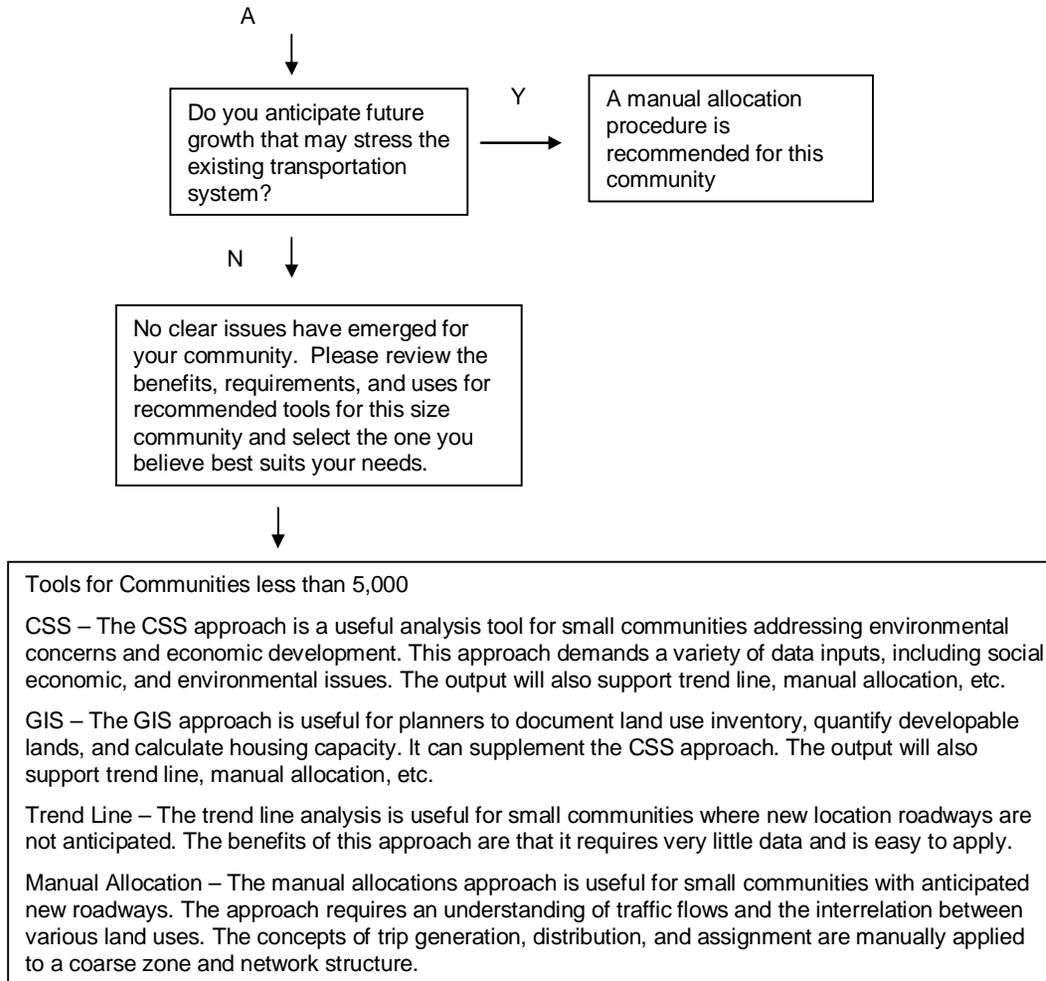 A
Do you anticipate future
growth that may stress the
existing transportation
system?
Y
A manual allocation
procedure is
recommended for this
community
N
No clear issues have emerged for
your community.  Please review the
benefits, requirements, and uses for
recommended tools for this size
community and select the one you
believe best suits your needs.
Tools for Communities less than 5,000
CSS – The CSS approach is a useful analysis tool for small communities addressing environmental
concerns and economic development. This approach demands a variety of data inputs, including social
economic, and environmental issues. The output will also support trend line, manual allocation, etc.
GIS – The GIS approach is useful for planners to document land use inventory, quantify developable
lands, and calculate housing capacity. It can supplement the CSS approach. The output will also
support trend line, manual allocation, etc.
Trend Line – The trend line analysis is useful for small communities where new location roadways are
not anticipated. The benefits of this approach are that it requires very little data and is easy to apply.
Manual Allocation – The manual allocations approach is useful for small communities with anticipated
new roadways. The approach requires an understanding of traffic flows and the interrelation between
various land uses. The concepts of trip generation, distribution, and assignment are manually applied
to a coarse zone and network structure.